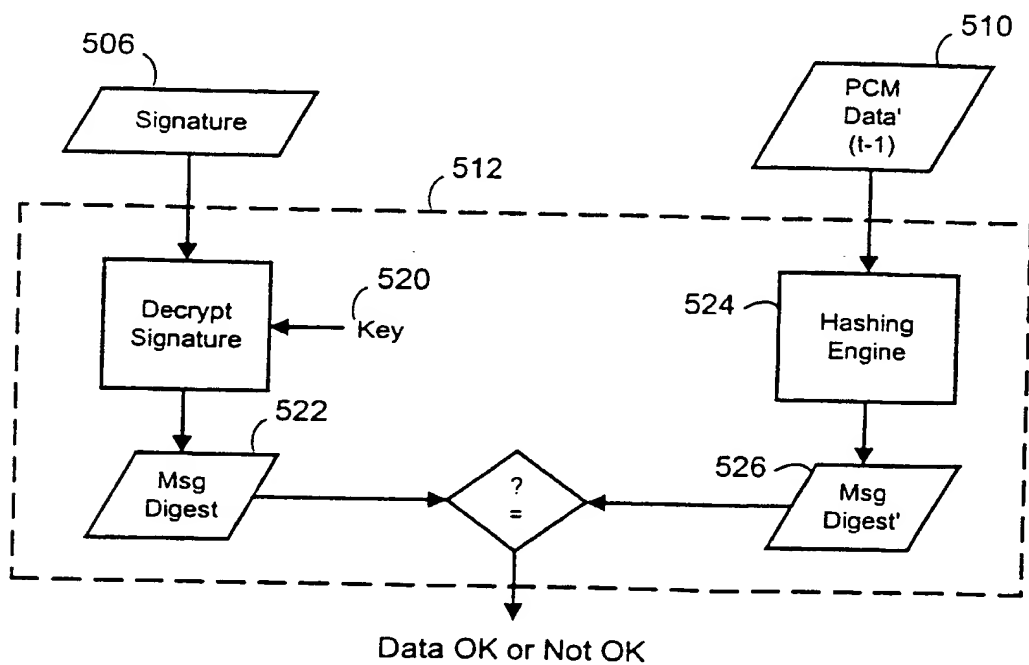 506
510
Signature
PCM
Data'
(t-1)
512
Decrypt
Signature
520
Key
524
Hashing
Engine
522
Msg
Digest
?
=
526
Msg
Digest'
Data OK or Not OK